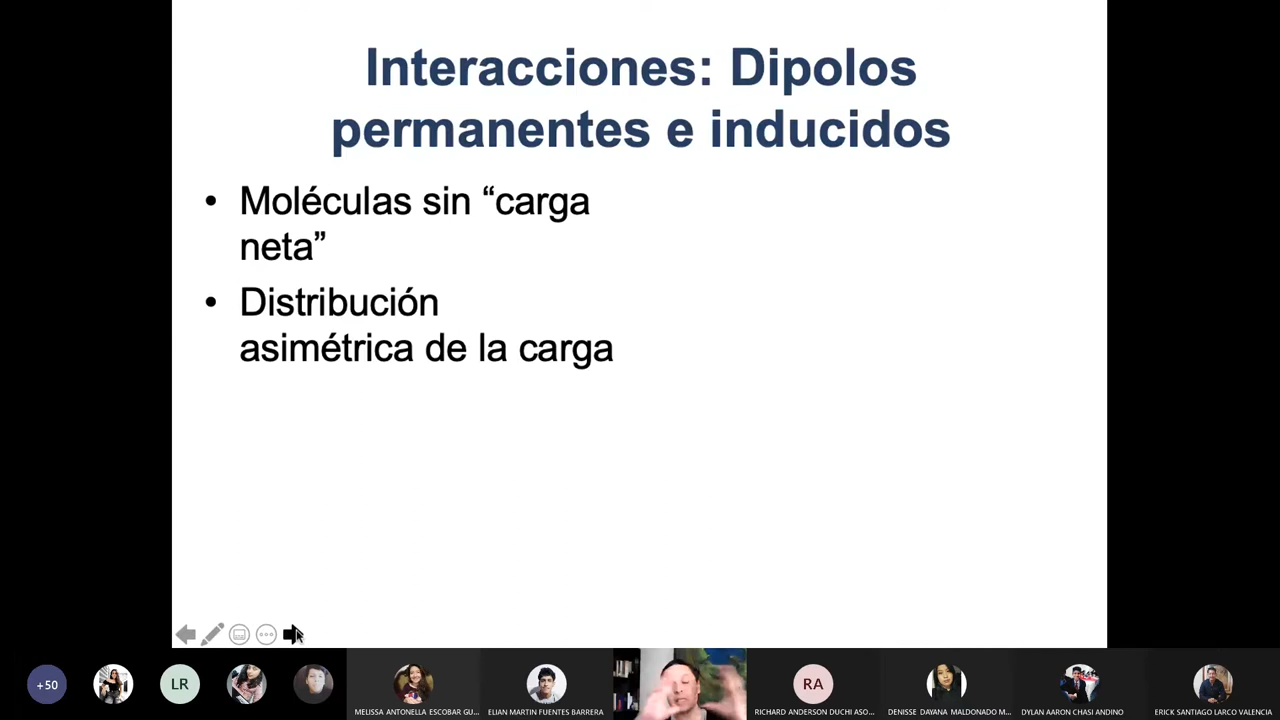 Interacciones: Dipolos
permanentes e inducidos
• Moléculas sin “carga
neta”
• Distribución
asimétrica de la carga
+50
LR
RA
MELISSA ANTONELLA ESCOBAR GU...
ELIAN MARTIN FUENTES BARRERA
RICHARD ANDERSON DUCHI ASO...
DENISSE DAYANA MALDONADO M...
DYLAN AARON CHASI ANDINO
ERICK SANTIAGO LARCO VALENCIA